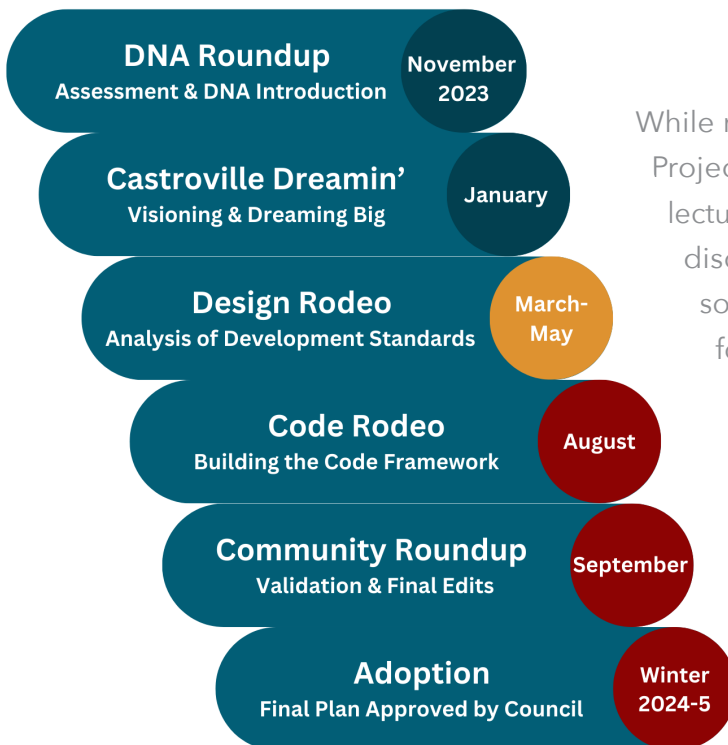 DNA Roundup
Assessment & DNA Introduction
November
2023
Castroville Dreamin’
Visioning & Dreaming Big
January
Design Rodeo
Analysis of Development Standards
March-
May
Code Rodeo
Building the Code Framework
August
Community Roundup
Validation & Final Edits
September
Adoption
Final Plan Approved by Council
Winter
2024-5
While